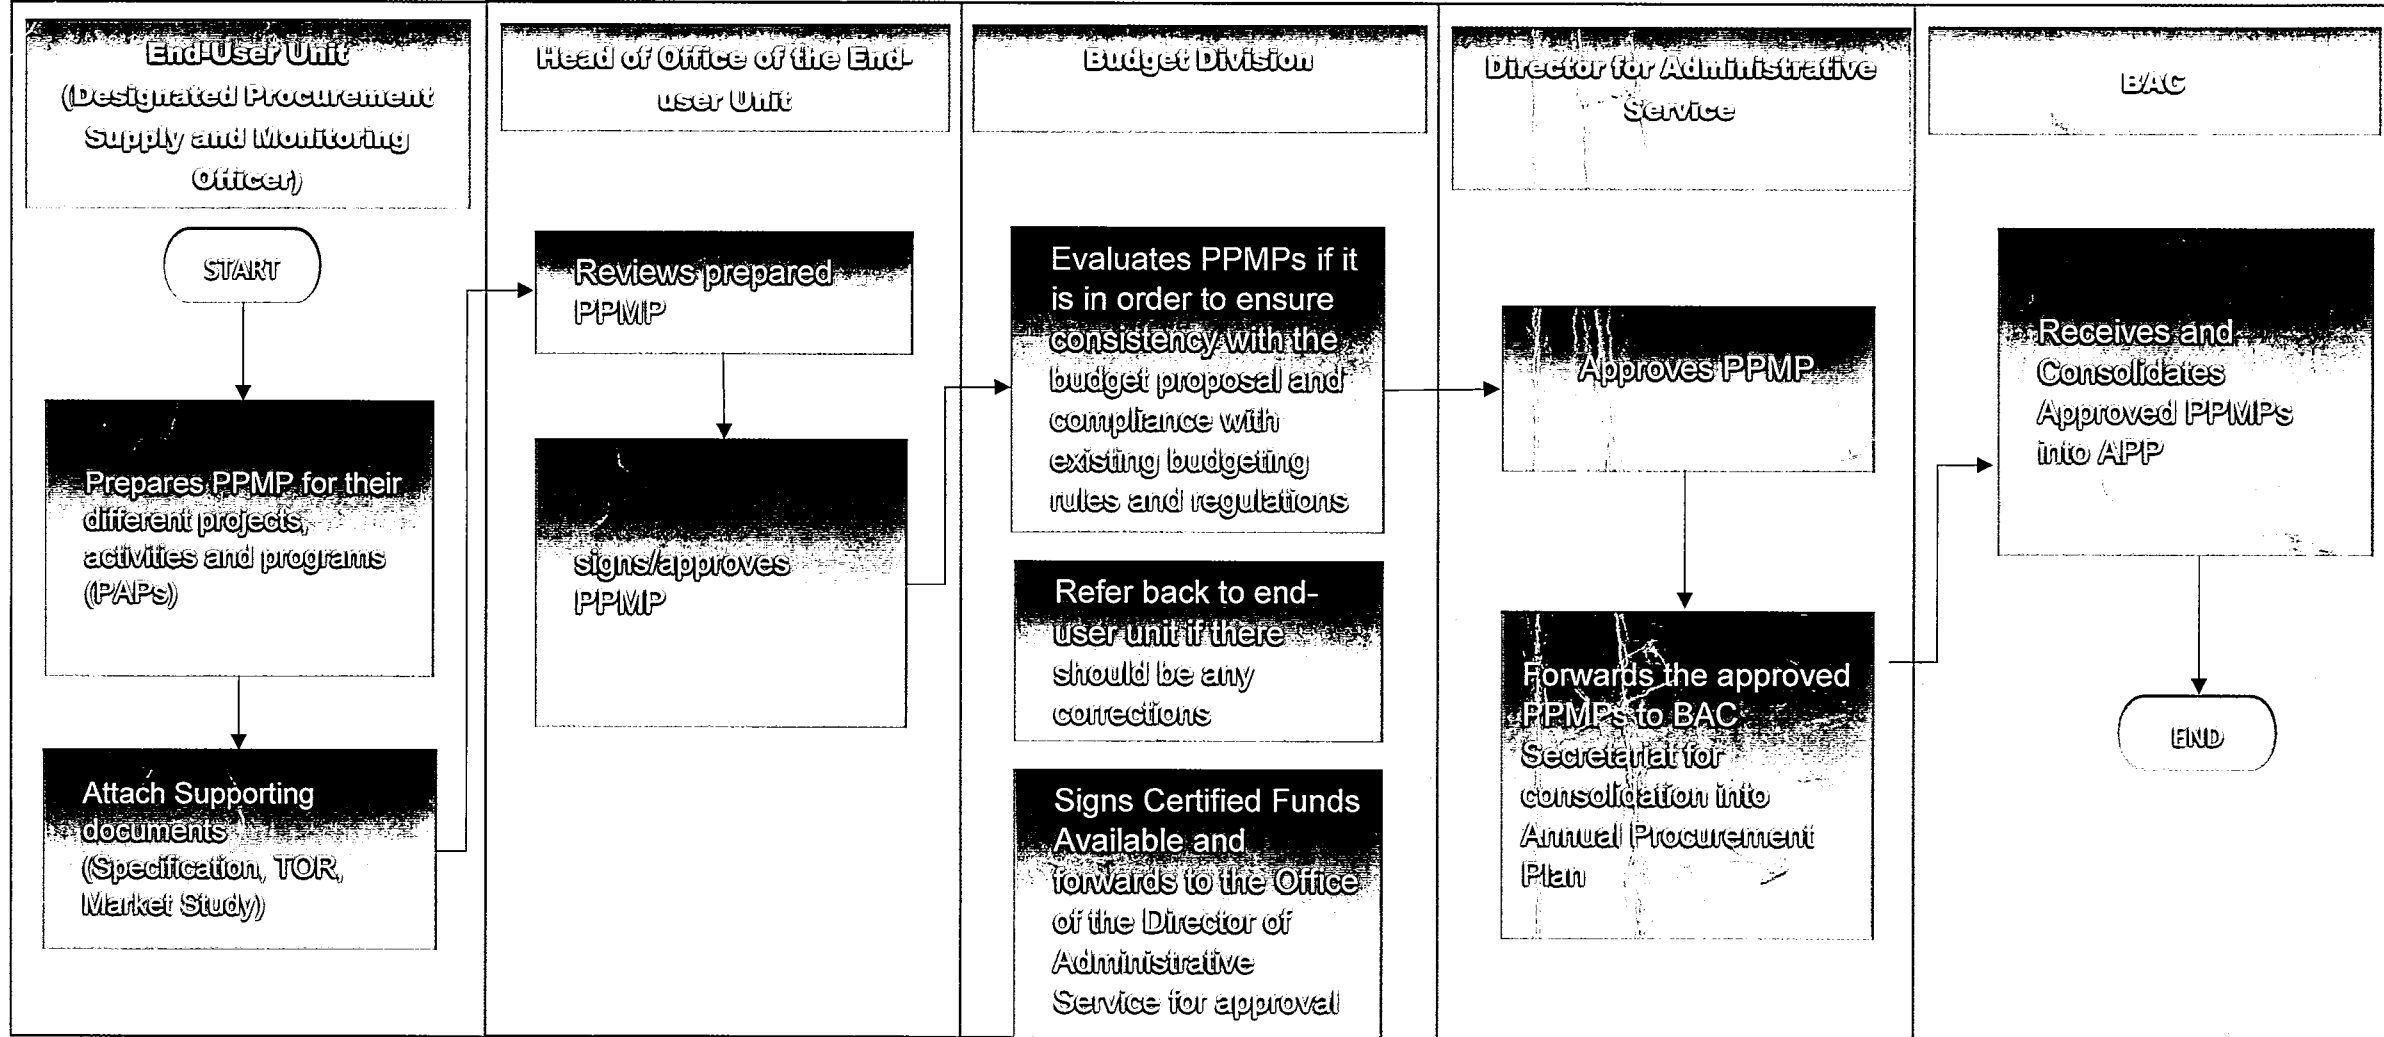 End-User Unit
(Designated Procurement
Supply and Monitoring
Officer)
Head of Office of the End-
user Unit
Budget Division
Director for Administrative
Service
BAC
START
Prepares PPMP for their
different projects,
activities and programs
(PAPs)
Attach Supporting
documents
(Specification, TOR,
Market Study)
Reviews prepared
PPMP
signs/approves
PPMP
Evaluates PPMPs if it
is in order to ensure
consistency with the
budget proposal and
compliance with
existing budgeting
rules and regulations
Refer back to end-
user unit if there
should be any
corrections
Signs Certified Funds
Available and
forwards to the Office
of the Director of
Administrative
Service for approval
Approves PPMP
Forwards the approved
PPMPs to BAC
Secretariat for
consolidation into
Annual Procurement
Plan
Receives and
Consolidates
Approved PPMPs
into APP
END